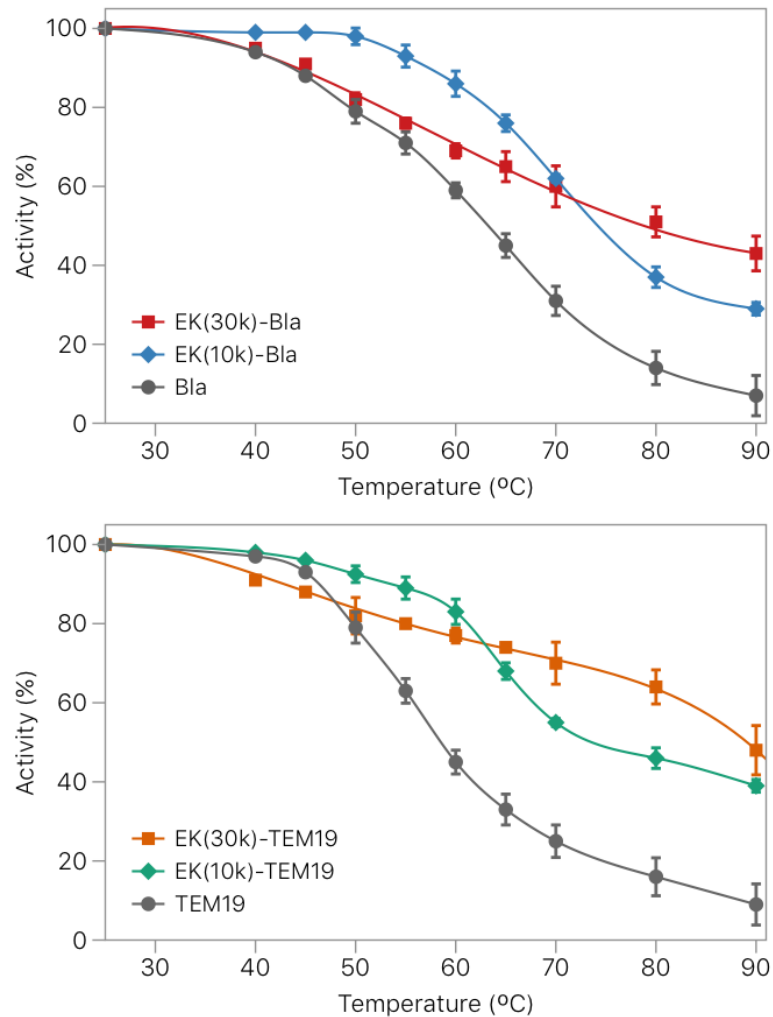 100
80
60
40
20
0
Activity (%)
EK(30k)-Bla
EK(10k)-Bla
Bla
30 40 50 60 70 80 90
Temperature (ºC)
100
80
60
40
20
0
Activity (%)
EK(30k)-TEM19
EK(10k)-TEM19
TEM19
30 40 50 60 70 80 90
Temperature (ºC)